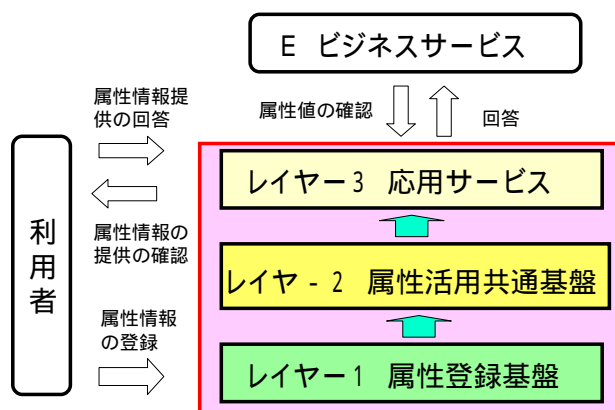 E ビジネスサービス
属性情報提
供の回答
属性値の確認
回答
レイヤー3 応用サービス
利用者
属性情報の
提供の確認
レイヤ - 2 属性活用共通基盤
属性情報
の登録
レイヤー1 属性登録基盤